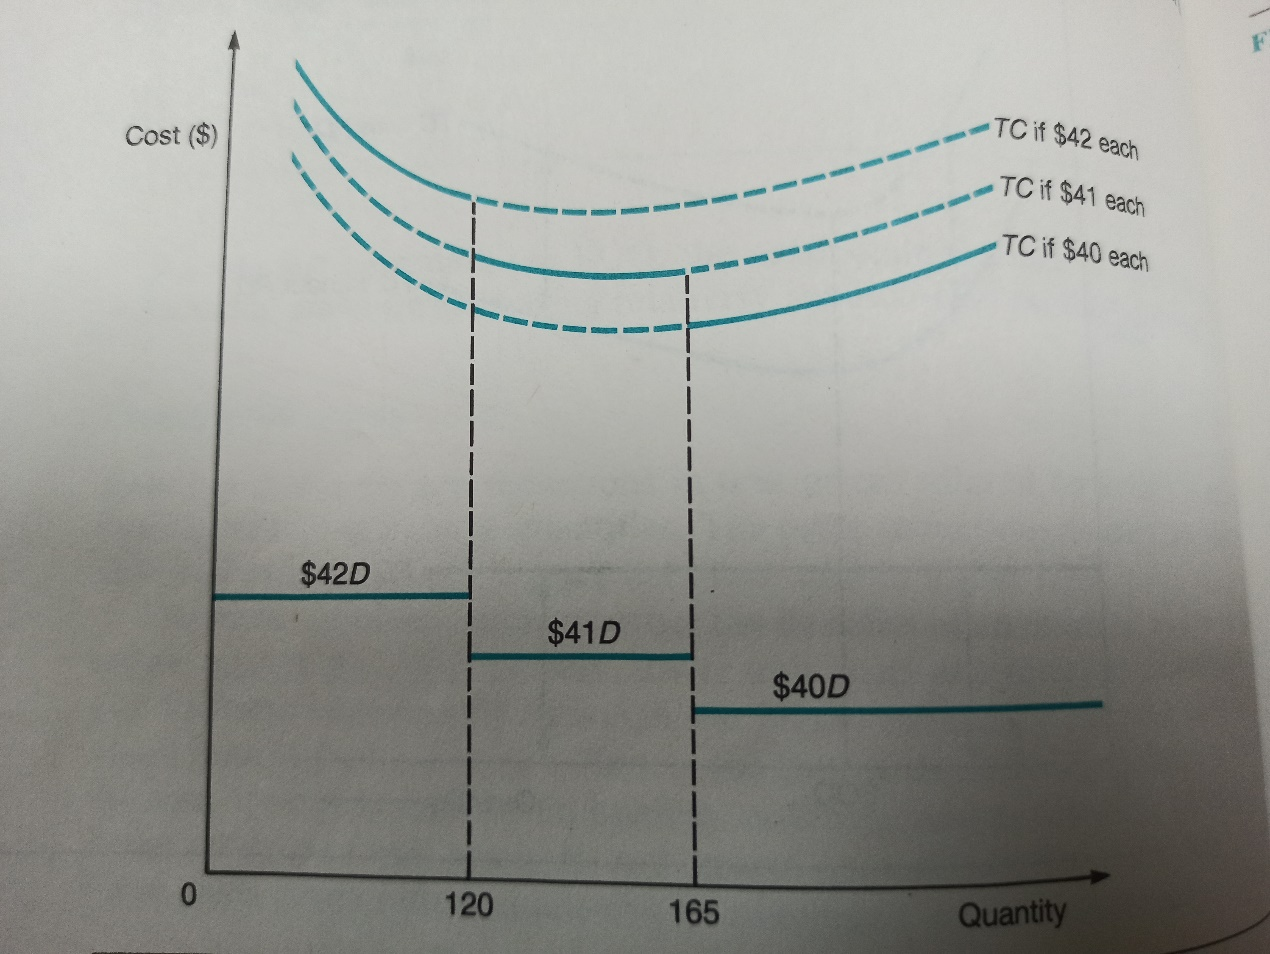 F
Cost ($)
TC if $42 each
TC if $41 each
TC if $40 each
$42D
$41D
$40D
0
120
165
Quantity